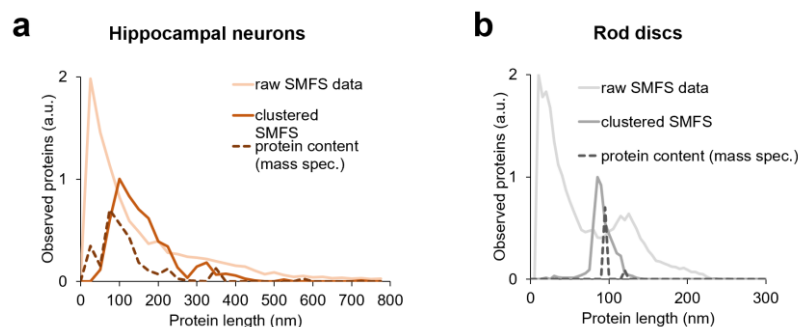 a
Hippocampal neurons
Observed proteins (a.u.)
2
1
0
raw SMFS data
clustered
SMFS
protein content
(mass spec.)
0 100 200 300 400 500 600 700 800
Protein length (nm)
b
Rod discs
Observed proteins (a.u.)
2
1
0
raw SMFS data
clustered SMFS
protein content (mass spec.)
0 100 200 300
Protein length (nm)